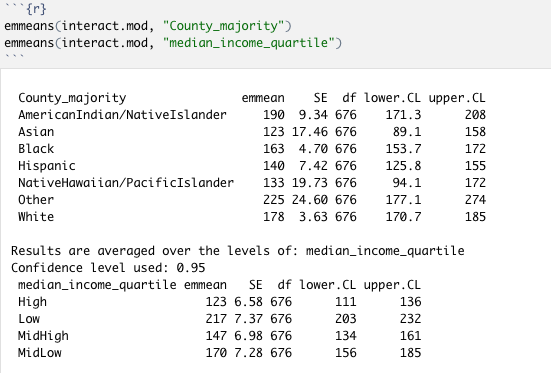 ```{r}
emmeans(interact.mod, "County_majority")
emmeans(interact.mod, "median_income_quartile")
```
County_majority emmean SE df lower.CL upper.CL
AmericanIndian/NativeIslander 190 9.34 676 171.3 208
Asian 123 17.46 676 89.1 158
Black 163 4.70 676 153.7 172
Hispanic 140 7.42 676 125.8 155
NativeHawaiian/PacificIslander 133 19.73 676 94.1 172
Other 225 24.60 676 177.1 274
White 178 3.63 676 170.7 185
Results are averaged over the levels of: median_income_quartile
Confidence level used: 0.95
median_income_quartile emmean SE df lower.CL upper.CL
High 123 6.58 676 111 136
Low 217 7.37 676 203 232
MidHigh 147 6.98 676 134 161
MidLow 170 7.28 676 156 185